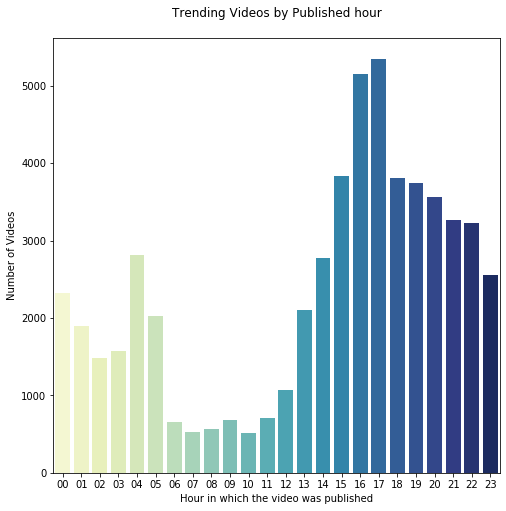 Trending Videos by Published hour
Number of Videos
5000
4000
3000
2000
1000
0
00 01 02 03 04 05 06 07 08 09 10 11 12 13 14 15 16 17 18 19 20 21 22 23
Hour in which the video was published